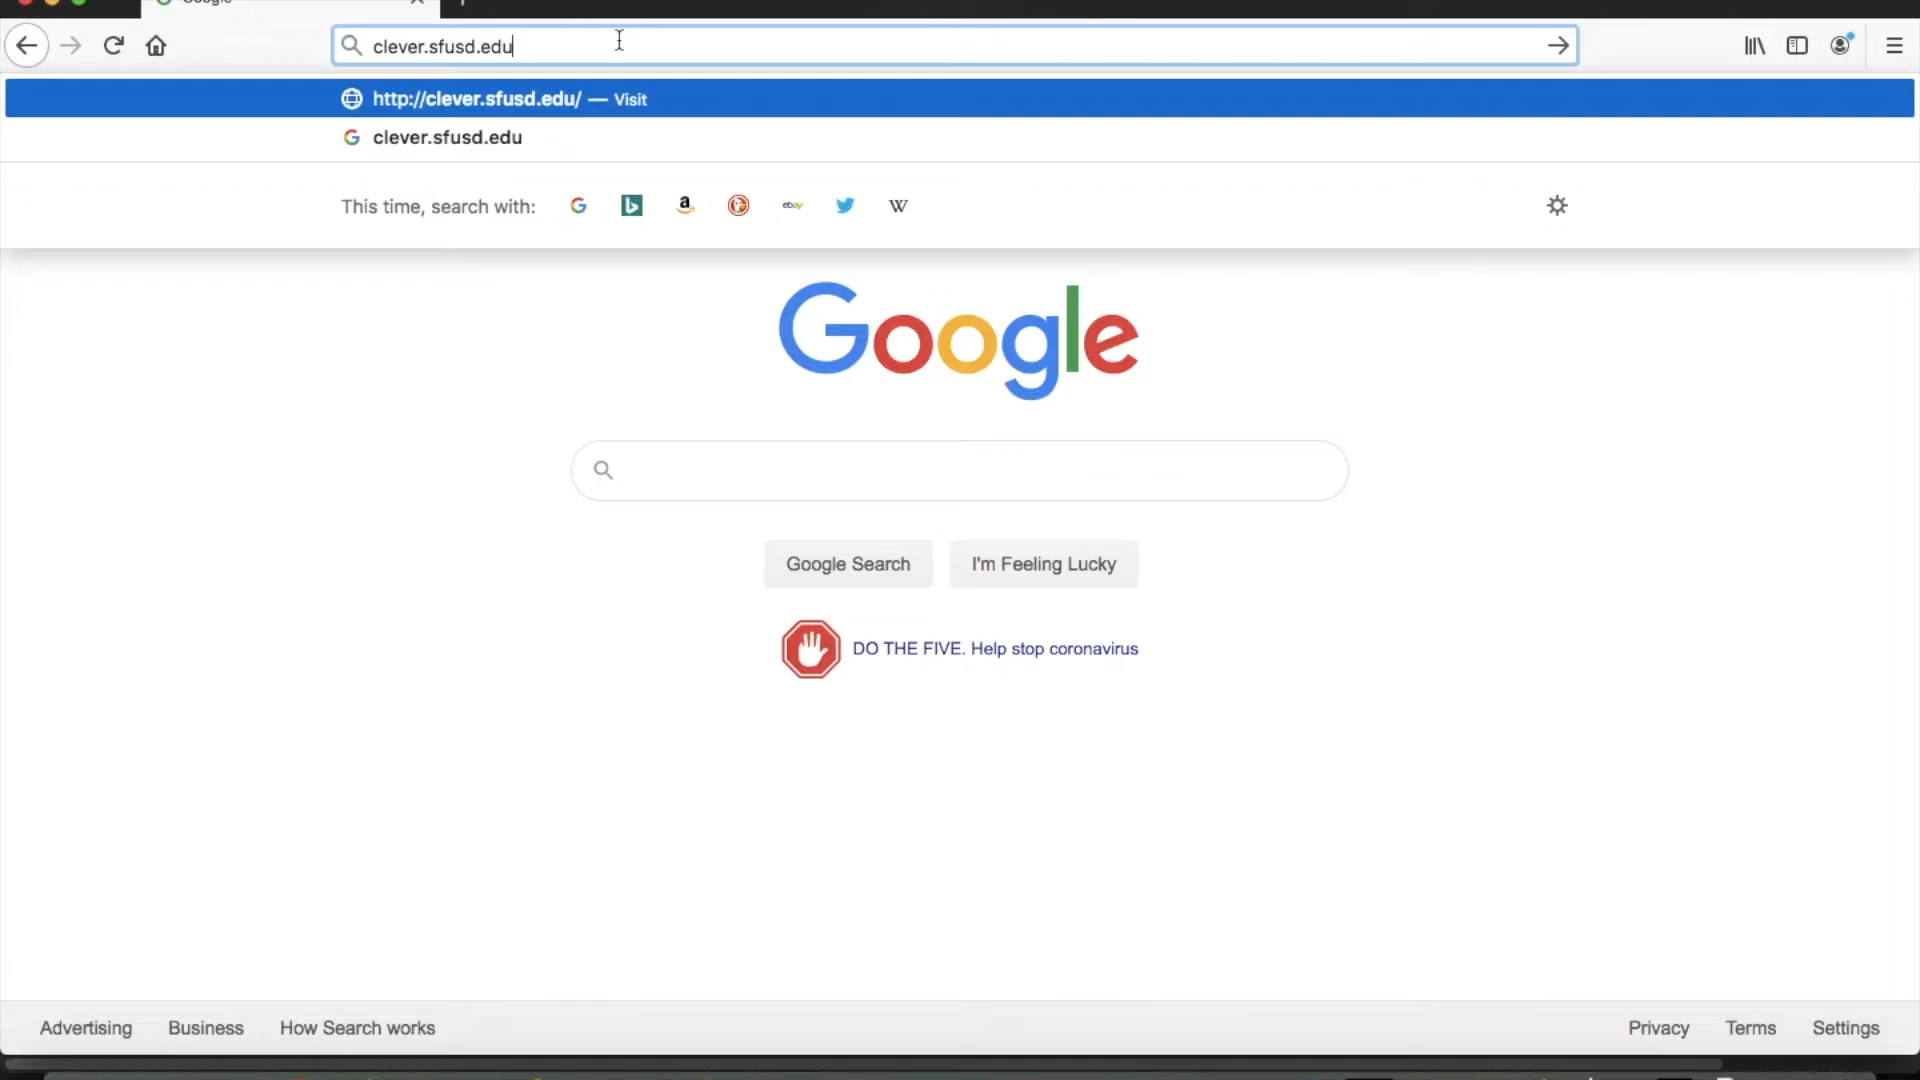 clever.sfusd.edu
http://clever.sfusd.edu/ — Visit
clever.sfusd.edu
This time, search with:
ebay
W
Google
Google Search
I'm Feeling Lucky
DO THE FIVE. Help stop coronavirus
Advertising
Business
How Search works
Privacy
Terms
Settings